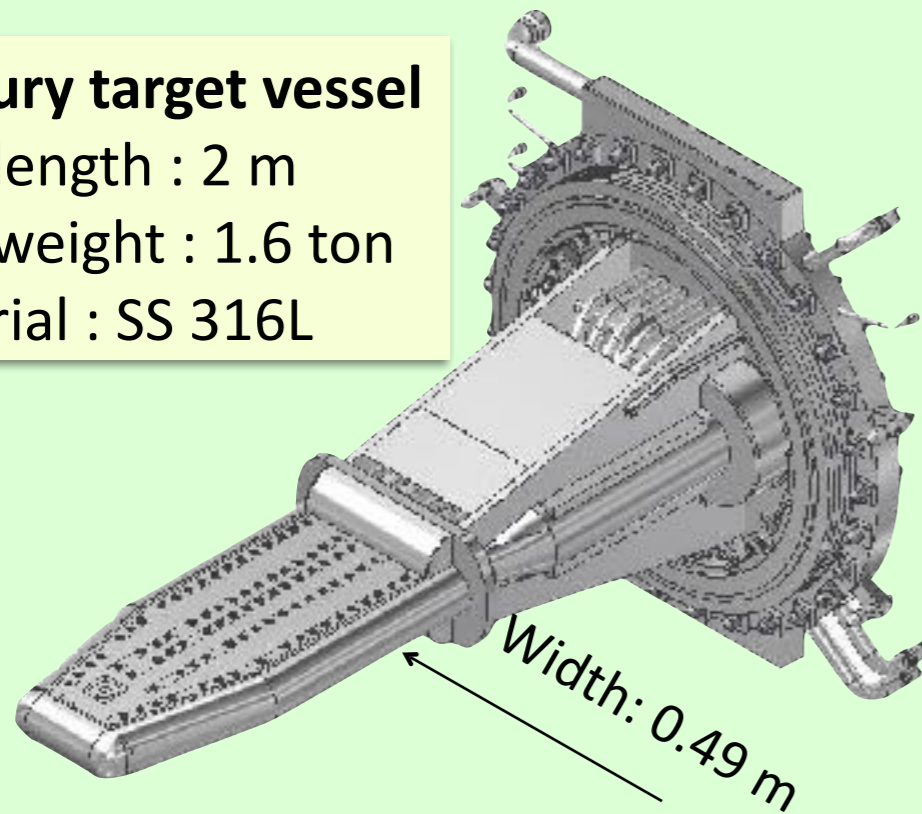 ury target vessel
length : 2 m
weight : 1.6 ton
rial : SS 316L
Width: 0.49 m